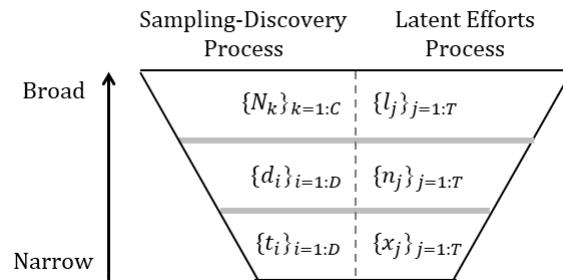 Sampling-Discovery Process
Latent Efforts Process
Broad
{N_k}_{k=1:C} {l_j}_{j=1:T}
{d_i}_{i=1:D} {n_j}_{j=1:T}
{t_i}_{i=1:D} {x_j}_{j=1:T}
Narrow